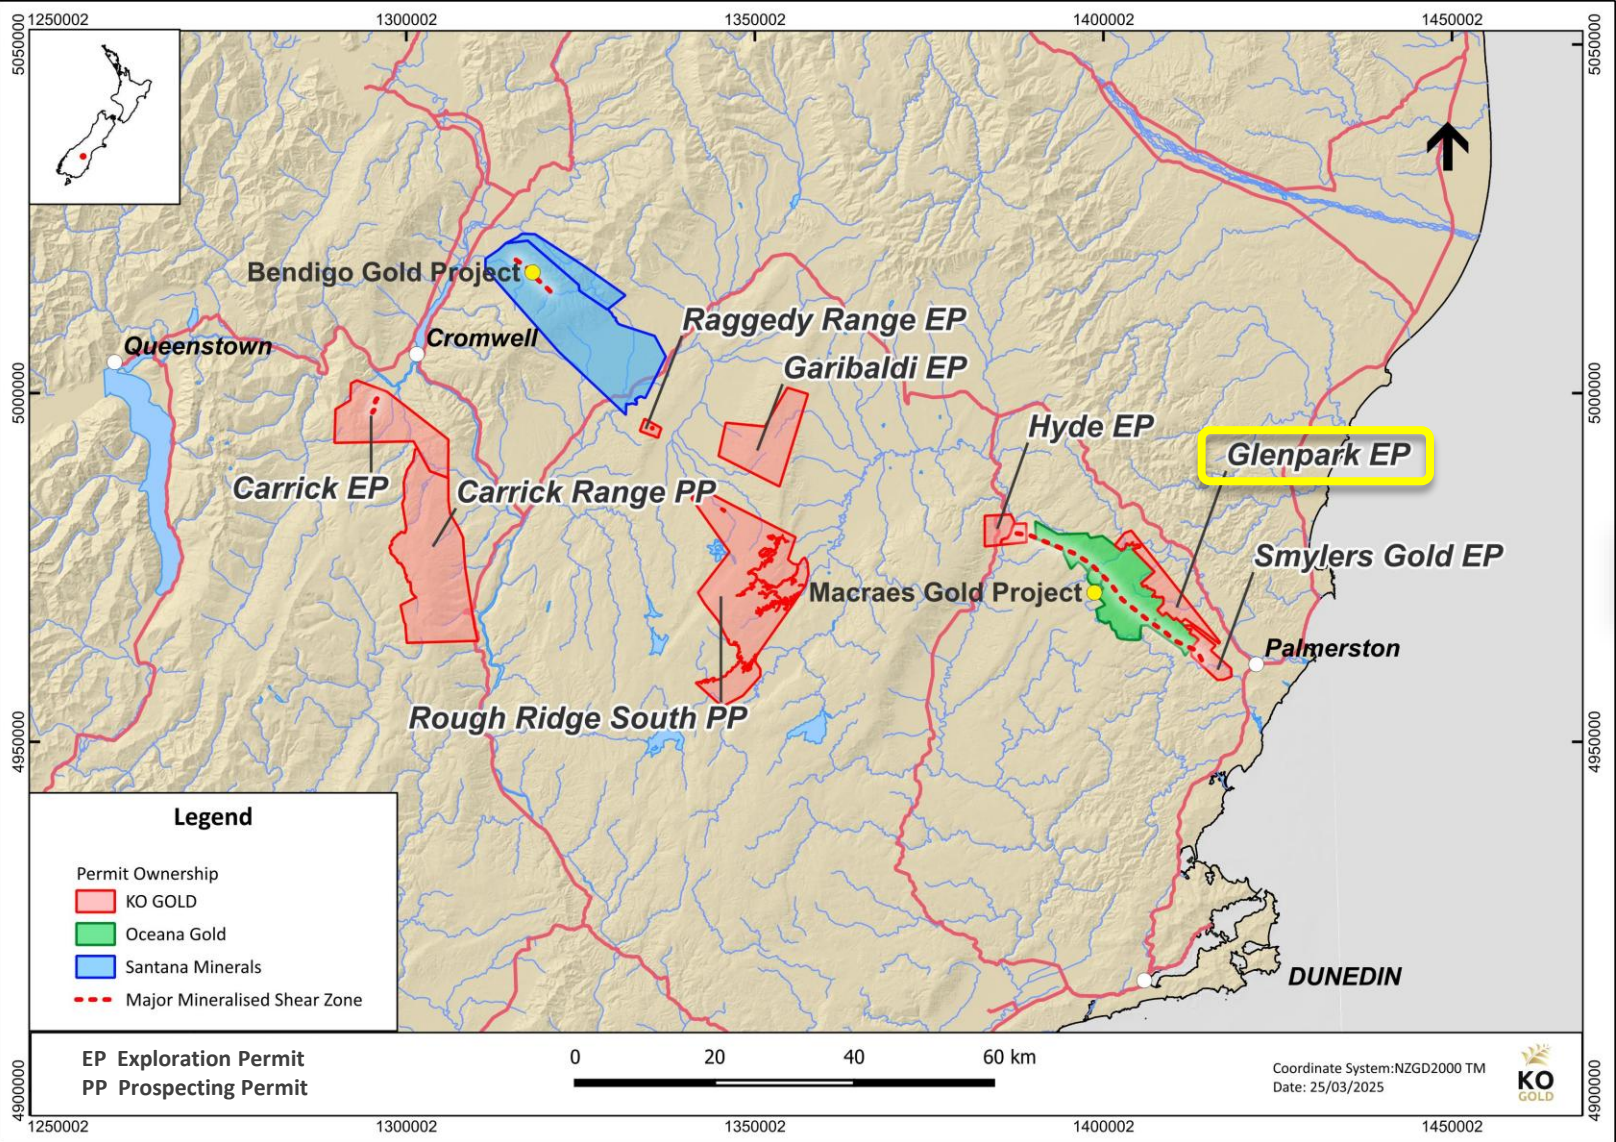 1250002
1300002
1350002
1400002
1450002
5050000
5050000
Bendigo Gold Project
Raggedy Range EP
Queenstown
Cromwell
Garibaldi EP
5000000
5000000
Hyde EP
Glenpark EP
Carrick EP
Carrick Range PP
Smylers Gold EP
Macraes Gold Project
Palmerston
Rough Ridge South PP
4950000
4950000
Legend
Permit Ownership
KO GOLD
Oceana Gold
Santana Minerals
Major Mineralised Shear Zone
DUNEDIN
EP Exploration Permit
PP Prospecting Permit
0 20 40 60 km
Coordinate System:NZGD2000 TM
Date: 25/03/2025
KO
GOLD
4900000
4900000
1250002
1300002
1350002
1400002
1450002